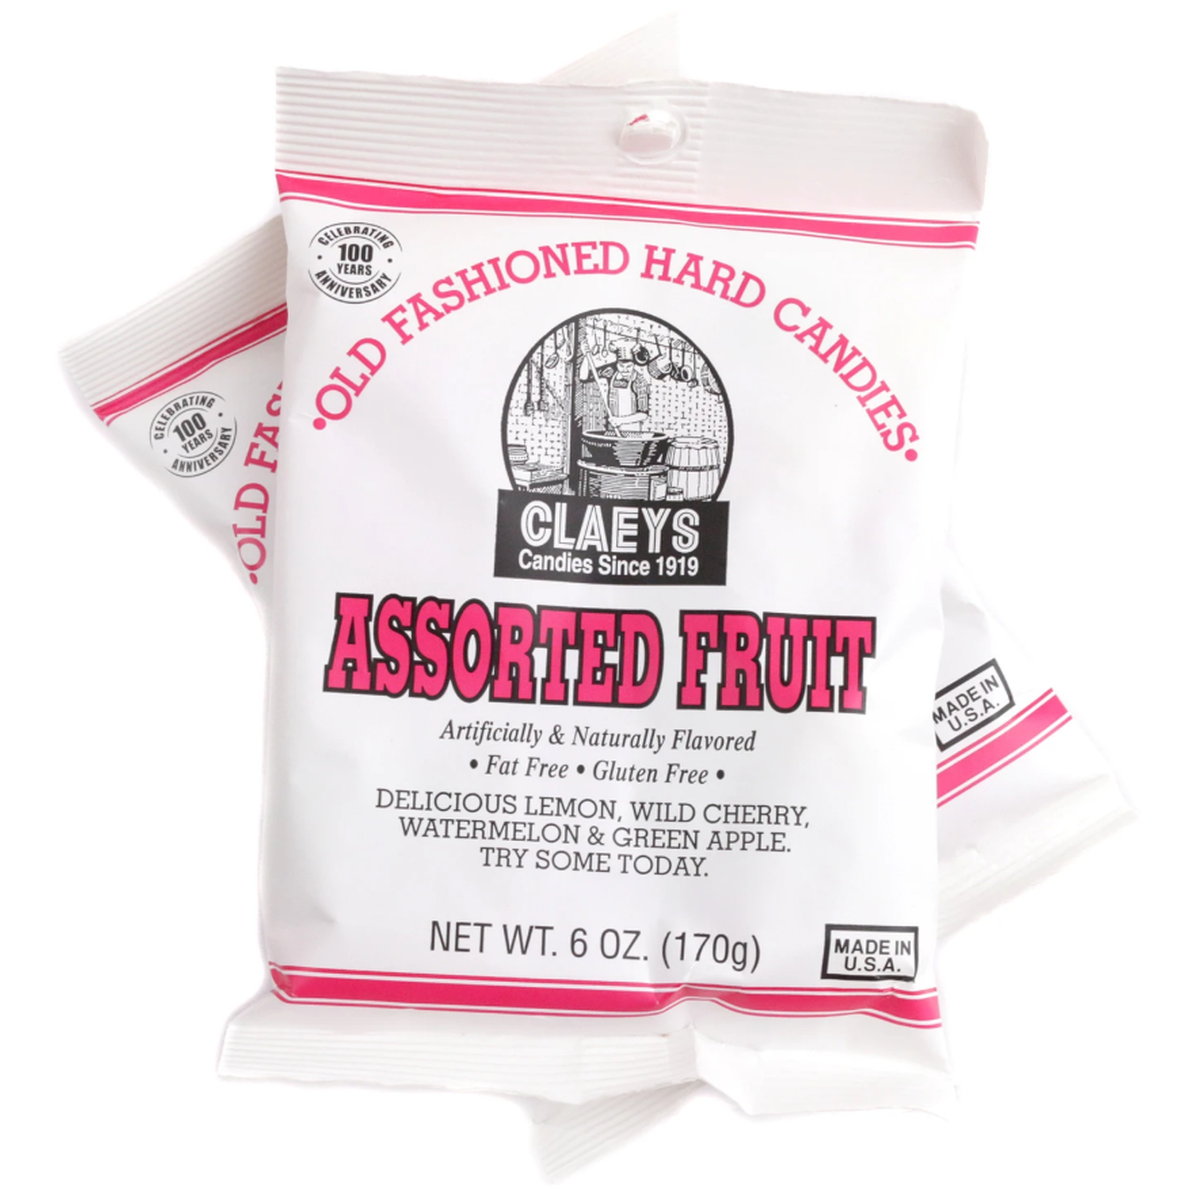 CELEBRATING
100
YEARS
ANNIVERSARY
•OLD FASHIONED HARD CANDIES•
CLAEYS
Candies Since 1919
ASSORTED FRUIT
Artificially & Naturally Flavored
• Fat Free • Gluten Free •
DELICIOUS LEMON, WILD CHERRY,
WATERMELON & GREEN APPLE.
TRY SOME TODAY.
NET WT. 6 OZ. (170g)
MADE IN
U.S.A.
CELEBRATING
100
YEARS
ANNIVERSARY
•OLD FAS
MADE IN
U.S.A.